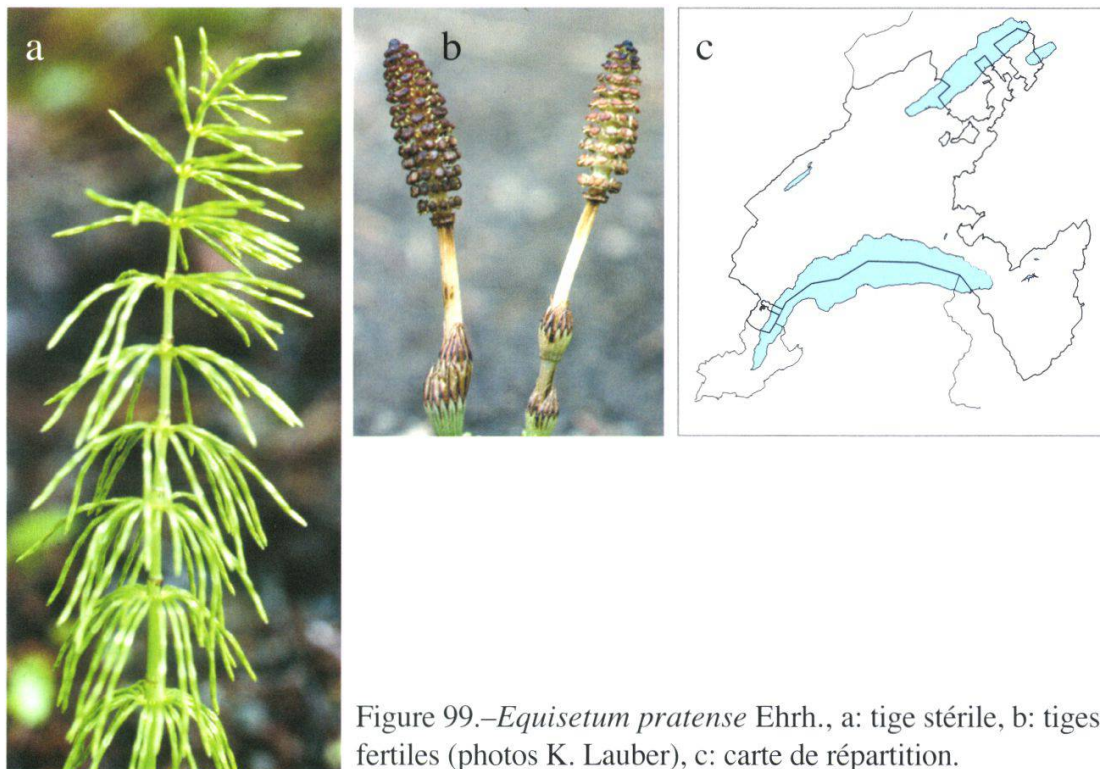 a
b
c
Figure 99.–Equisetum pratense Ehrh., a: tige stérile, b: tiges
fertiles (photos K. Lauber), c: carte de répartition.